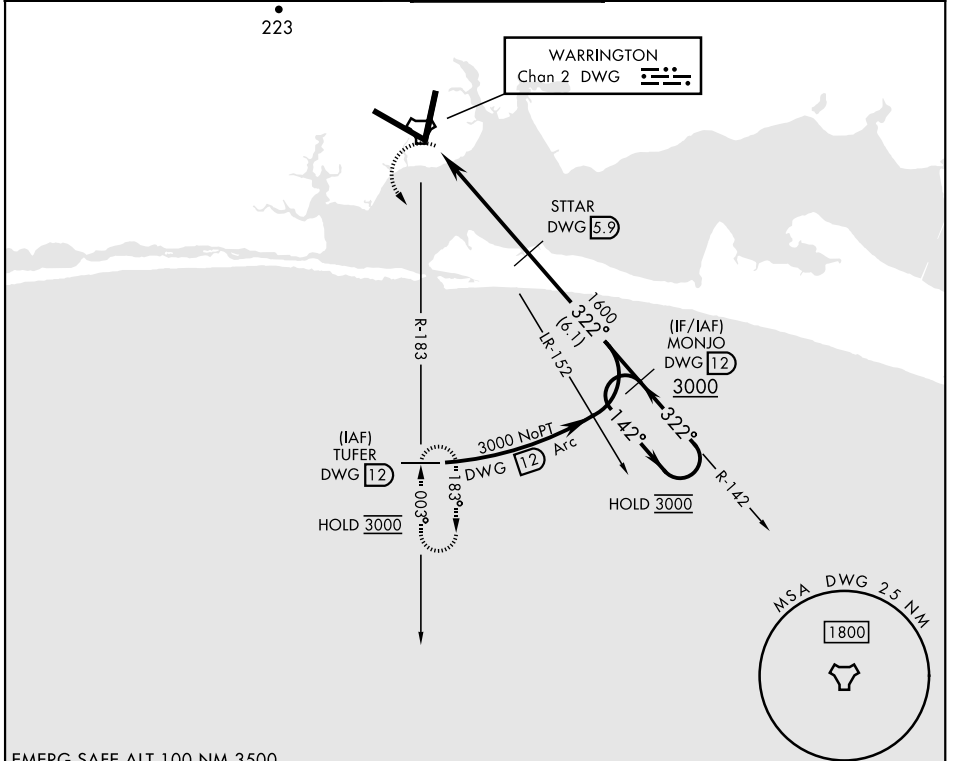 223
WARRINGTON
Chan 2 DWG
STTAR
DWG 5.9
1600
322°
(6.1)
(IF/IAF)
MONJO
DWG 12
3000
R-183
LR-152
(IAF)
TUFER
DWG 12
3000 NoPT
Arc
DWG 12
142°
322°
R-142
HOLD 3000
003°
183°
HOLD 3000
MSA DWG 25 NM
1800
EMERG SAFE ALT 100 NM 3500